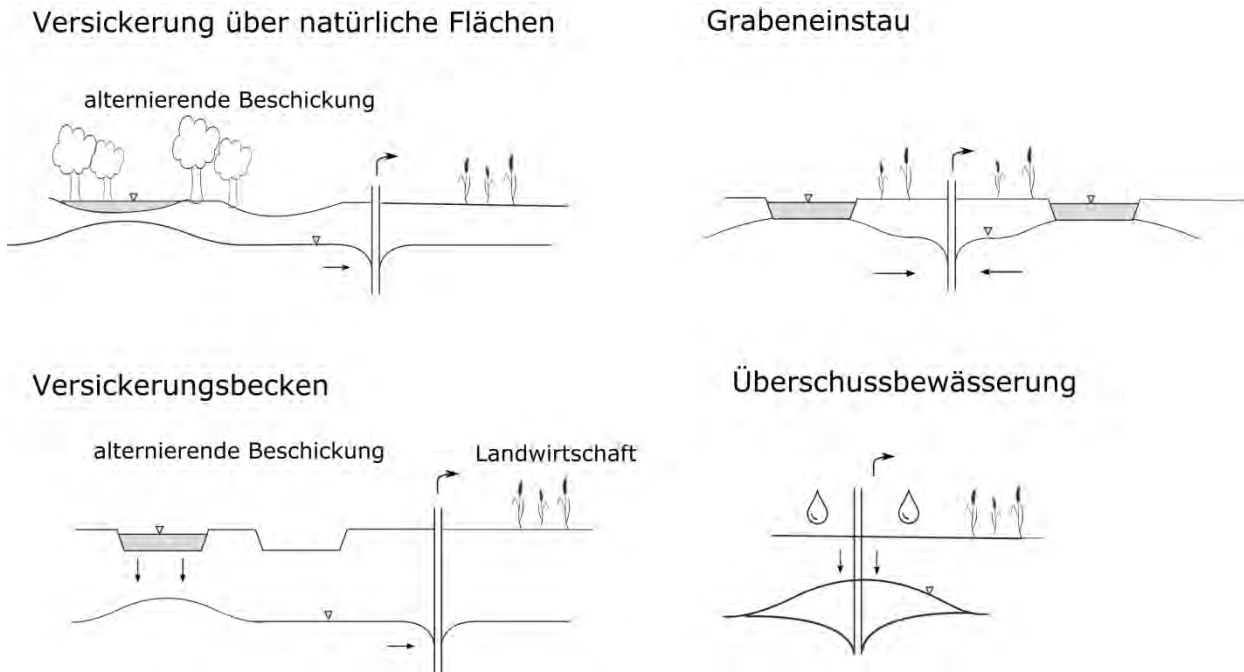 Versickerung über natürliche Flächen
alternierende Beschickung
Grabeneinstau
Versickerungsbecken
alternierende Beschickung
Landwirtschaft
Überschussbewässerung